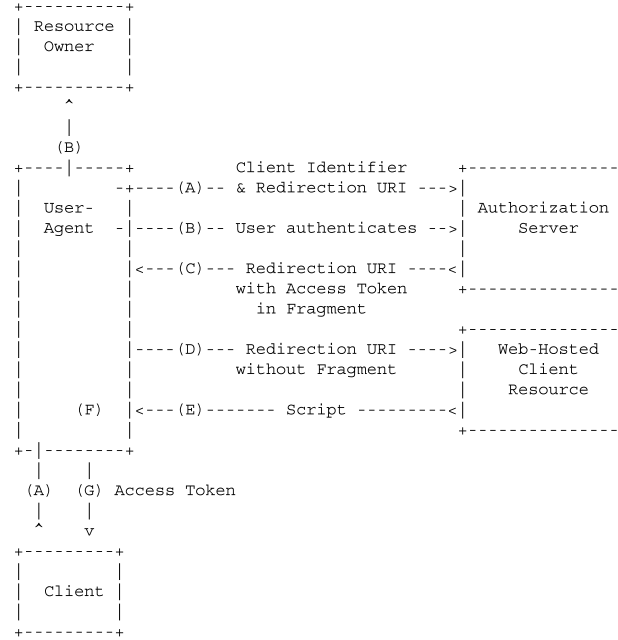 +----------+
| Resource |
|  Owner   |
|          |
+----------+
     ^
     |
    (B)
+----|-----+          Client Identifier      +---------------
|         -+----(A)-- & Redirection URI --->|
|  User-   |                                | Authorization
|  Agent  -|----(B)-- User authenticates -->|     Server
|          |                                |
|          |<---(C)--- Redirection URI ----<|
|          |          with Access Token     +---------------
|          |            in Fragment
|          |                                +---------------
|          |----(D)--- Redirection URI ---->|   Web-Hosted
|          |          without Fragment      |     Client
|          |                                |    Resource
|     (F)  |<---(E)------- Script ---------<|
|          |                                +---------------
+-|--------+
  |    |
 (A)  (G) Access Token
  |    |
  ^    v
+---------+
|         |
|  Client |
|         |
+---------+